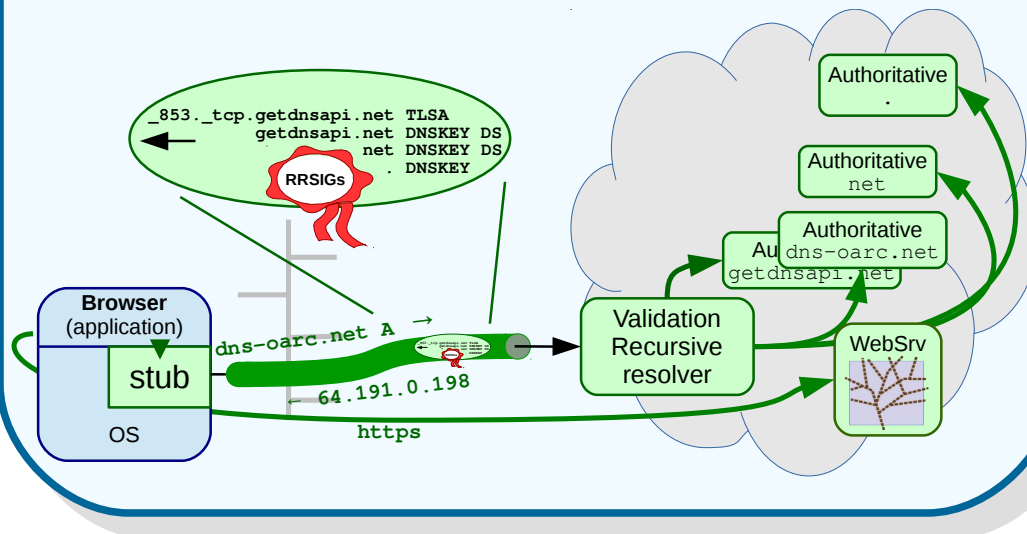 _853._tcp.getdnsapi.net TLSA
getdnsapi.net DNSKEY DS
net DNSKEY DS
. DNSKEY
RRSIGs
Authoritative
.
Authoritative
net
Authoritative
dns-oarc.net
Au
getdnsapi.net
Browser
(application)
stub
OS
dns-oarc.net A →
← 64.191.0.198
https
Validation
Recursive
resolver
WebSrv